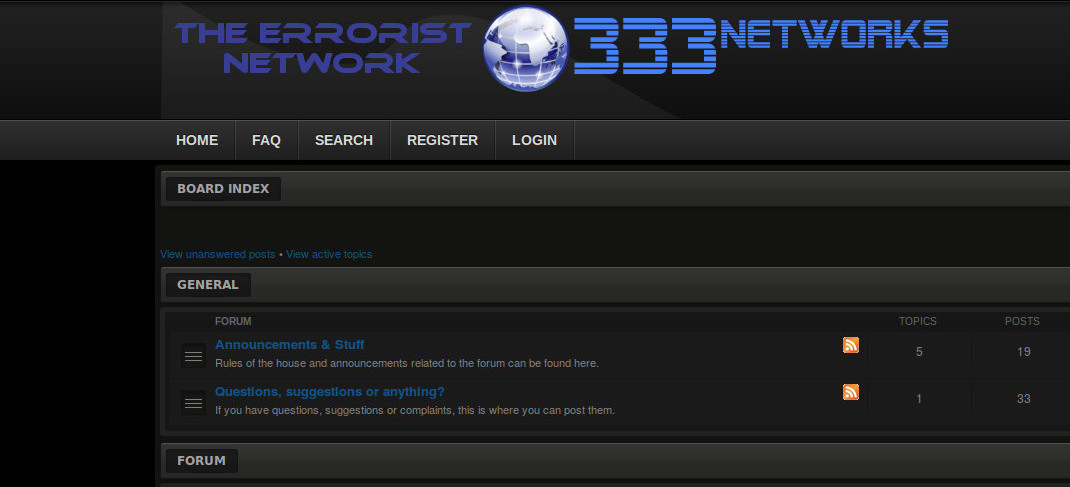 THE ERRORIST
NETWORK
333NETWORKS
HOME FAQ SEARCH REGISTER LOGIN
BOARD INDEX
View unanswered posts • View active topics
GENERAL
FORUM TOPICS POSTS
Announcements & Stuff
Rules of the house and announcements related to the forum can be found here.
5 19
Questions, suggestions or anything?
If you have questions, suggestions or complaints, this is where you can post them.
1 33
FORUM